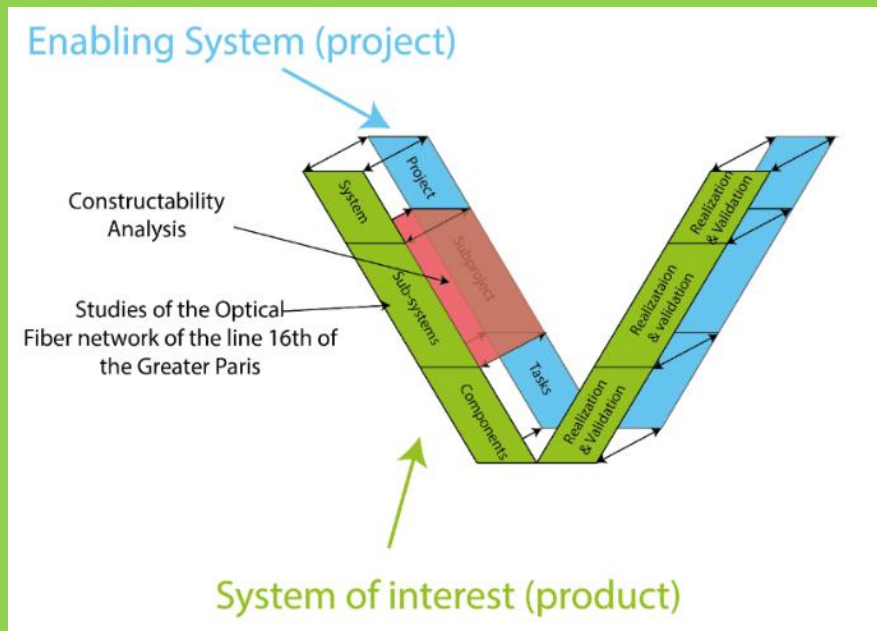 Enabling System (project)
Constructability
Analysis
Studies of the Optical
Fiber network of the line 16th of
the Greater Paris
System
Sub-systems
Components
Project
Subproject
Tasks
Realization
& Validation
Realizataion
& validation
Realization
& Validation
System of interest (product)